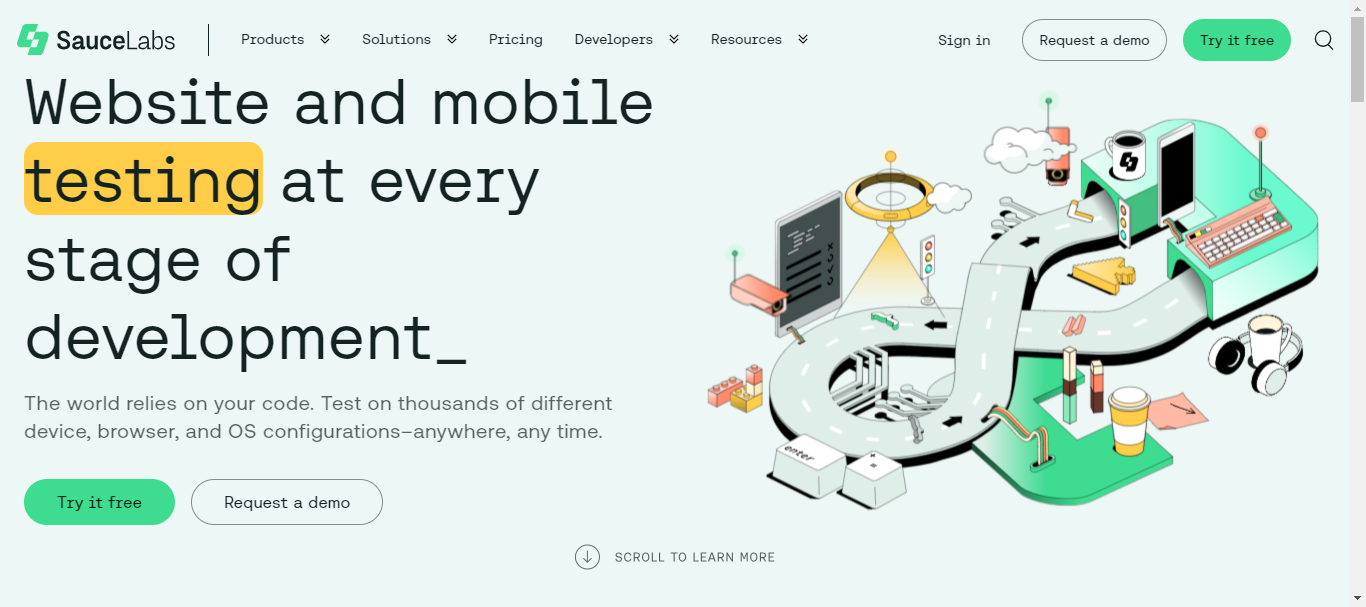 SauceLabs
Products
Solutions
Pricing
Developers
Resources
Sign in
Request a demo
Try it free
Website and mobile
testing at every
stage of
development_
The world relies on your code. Test on thousands of different
device, browser, and OS configurations–anywhere, any time.
Try it free
Request a demo
enter
+
=
SCROLL TO LEARN MORE